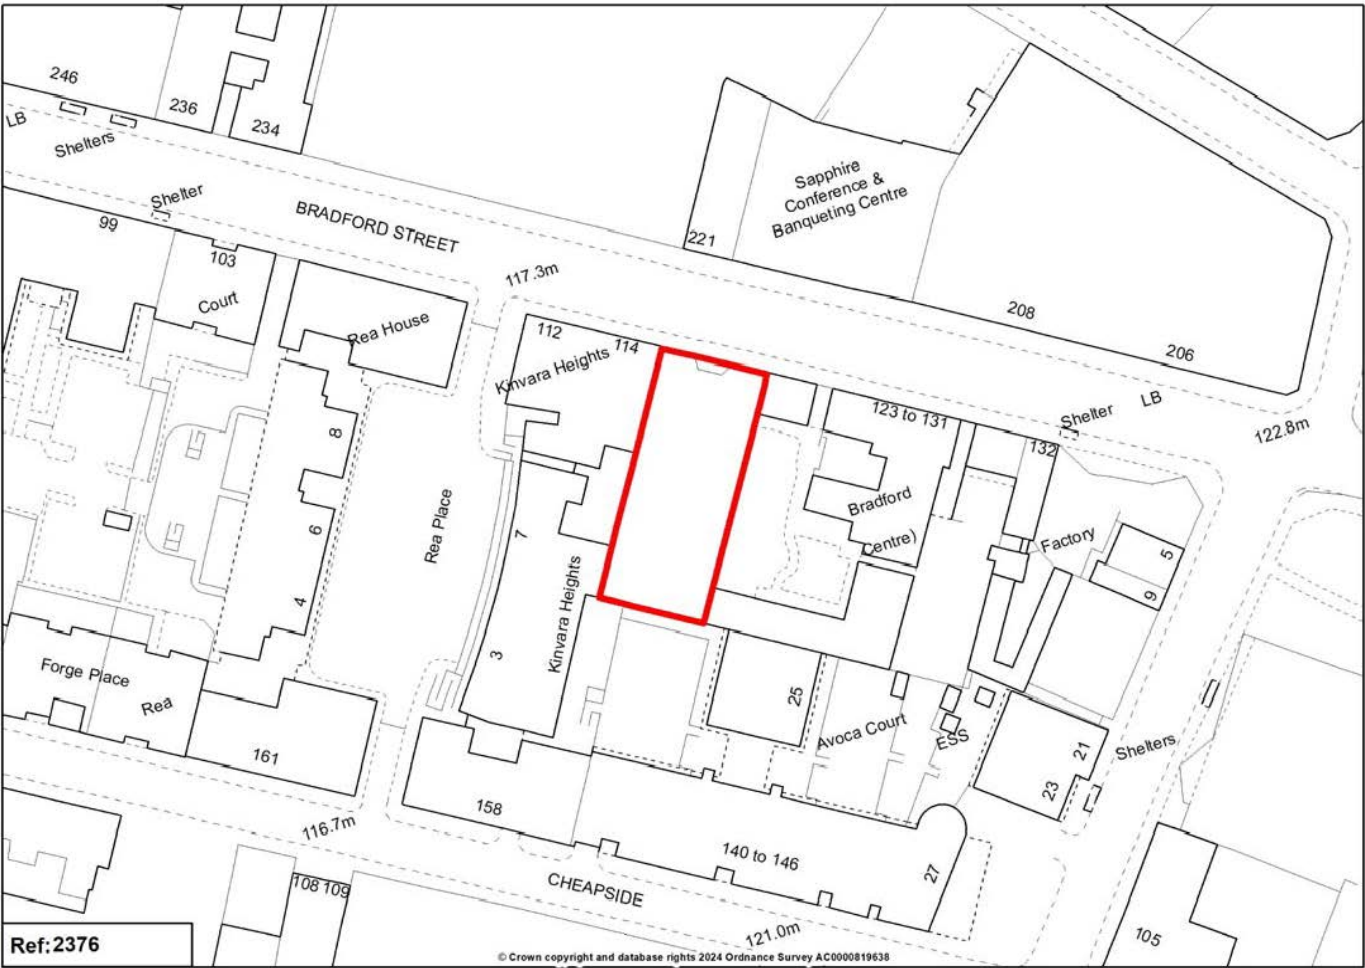 246
236
234
LB
Shelters
Shelter
99
BRADFORD STREET
103
Court
Rea House
117.3m
112
114
Kinvara Heights
221
Sapphire
Conference &
Banqueting Centre
208
206
LB
Shelter
122.8m
123 to 131
132
Bradford
Centre)
Factory
5
9
8
6
4
Rea Place
7
Kinvara Heights
3
Forge Place
Rea
161
25
Avoca Court
ESS
21
23
Shelters
158
116.7m
140 to 146
27
CHEAPSIDE
108 109
121.0m
105
Ref:2376
© Crown copyright and database rights 2024 Ordnance Survey AC0000819638